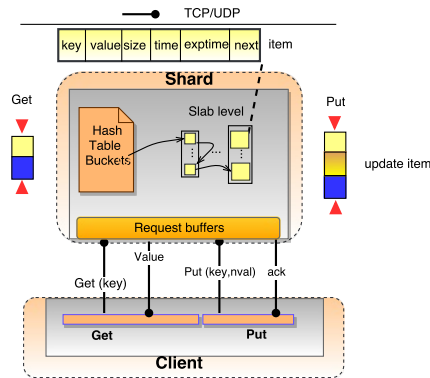 TCP/UDP
key value size time exptime next item
Shard
Get
Put
Slab level
Hash
Table
Buckets
...
update item
Request buffers
Value
Get (key)
Put (key,nval)
ack
Get
Put
Client